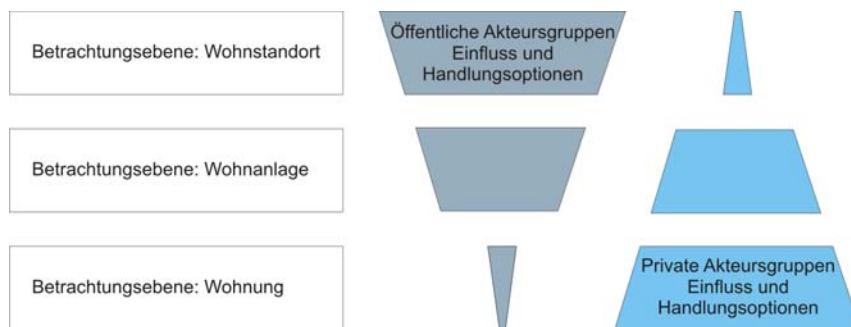 Betrachtungsebene: Wohnstandort
Öffentliche Akteursgruppen
Einfluss und
Handlungsoptionen
Betrachtungsebene: Wohnanlage
Betrachtungsebene: Wohnung
Private Akteursgruppen
Einfluss und
Handlungsoptionen